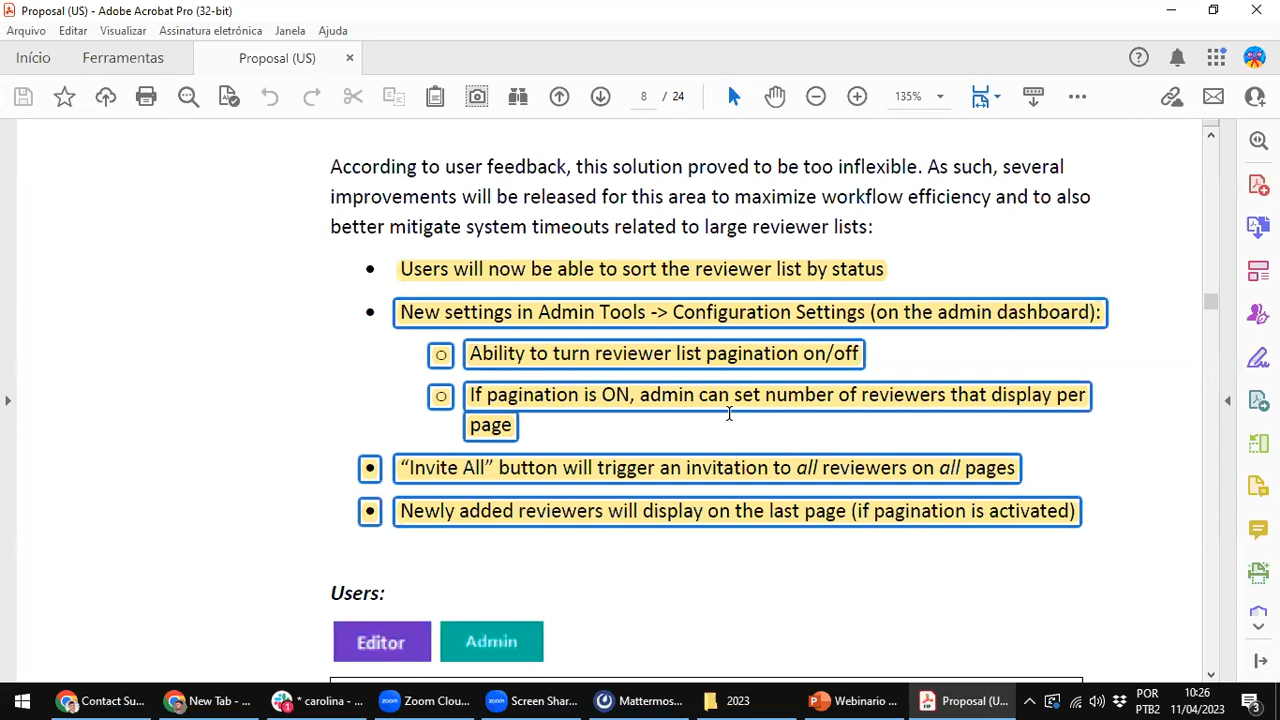 Proposal (US) - Adobe Acrobat Pro (32-bit)
Arquivo Editar Visualizar Assinatura eletrônica Janela Ajuda
Início Ferramentas Proposal (US) ×
8 / 24 135%
According to user feedback, this solution proved to be too inflexible. As such, several
improvements will be released for this area to maximize workflow efficiency and to also
better mitigate system timeouts related to large reviewer lists:
• Users will now be able to sort the reviewer list by status
• New settings in Admin Tools -> Configuration Settings (on the admin dashboard):
○ Ability to turn reviewer list pagination on/off
○ If pagination is ON, admin can set number of reviewers that display per
page
• “Invite All” button will trigger an invitation to all reviewers on all pages
• Newly added reviewers will display on the last page (if pagination is activated)
Users:
Editor Admin
Contact Su... New Tab - ... * carolina - ... Zoom Clou... Screen Shar... Mattermos... 2023 Webinario ... Proposal (U... POR 10:26
PTB2 11/04/2023 3